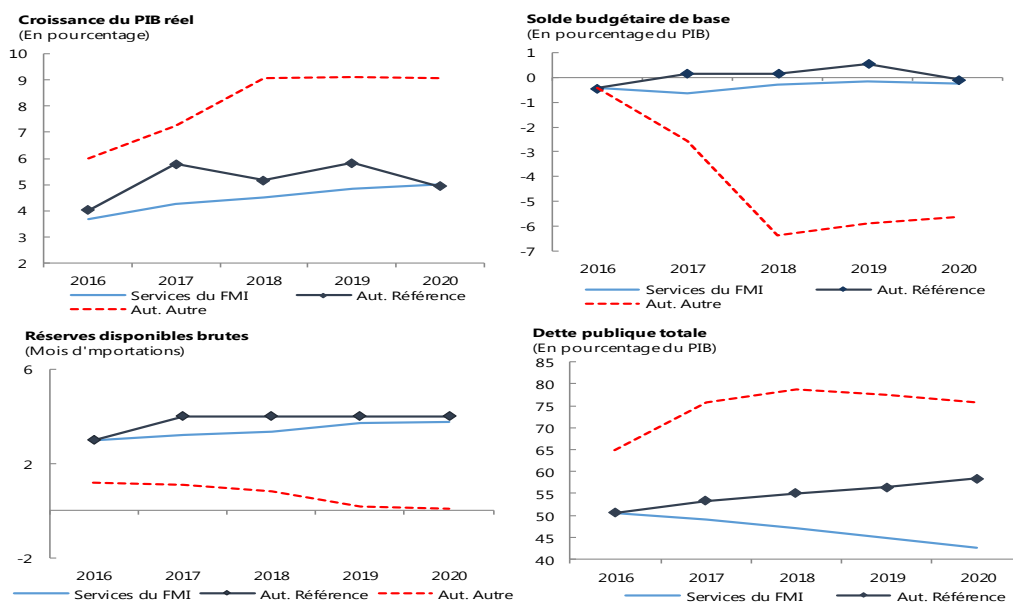 Croissance du PIB réel
(En pourcentage)
10
9
8
7
6
5
4
3
2
2016 2017 2018 2019 2020
Services du FMI Aut. Référence
Aut. Autre
Solde budgétaire de base
(En pourcentage du PIB)
1
0
-1
-2
-3
-4
-5
-6
-7
2016 2017 2018 2019 2020
Services du FMI Aut. Référence
Aut. Autre
Réserves disponibles brutes
(Mois d'mportations)
6
2
-2
2016 2017 2018 2019 2020
Services du FMI Aut. Référence Aut. Autre
Dette publique totale
(En pourcentage du PIB)
85
80
75
70
65
60
55
50
45
40
2016 2017 2018 2019 2020
Services du FMI Aut. Référence